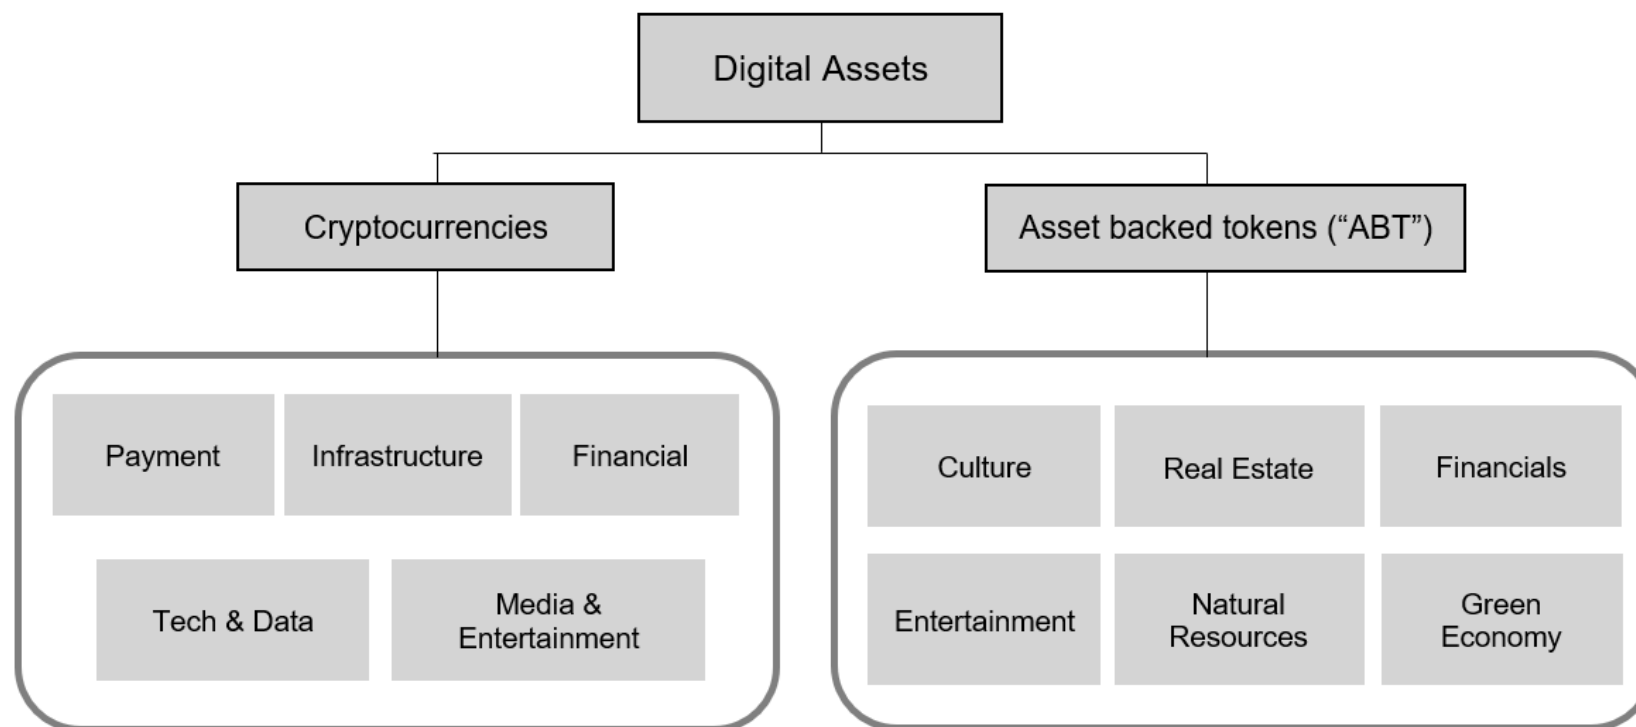 Digital Assets
Cryptocurrencies
Asset backed tokens (“ABT”)
Payment
Infrastructure
Financial
Tech & Data
Media &
Entertainment
Culture
Real Estate
Financials
Entertainment
Natural
Resources
Green
Economy